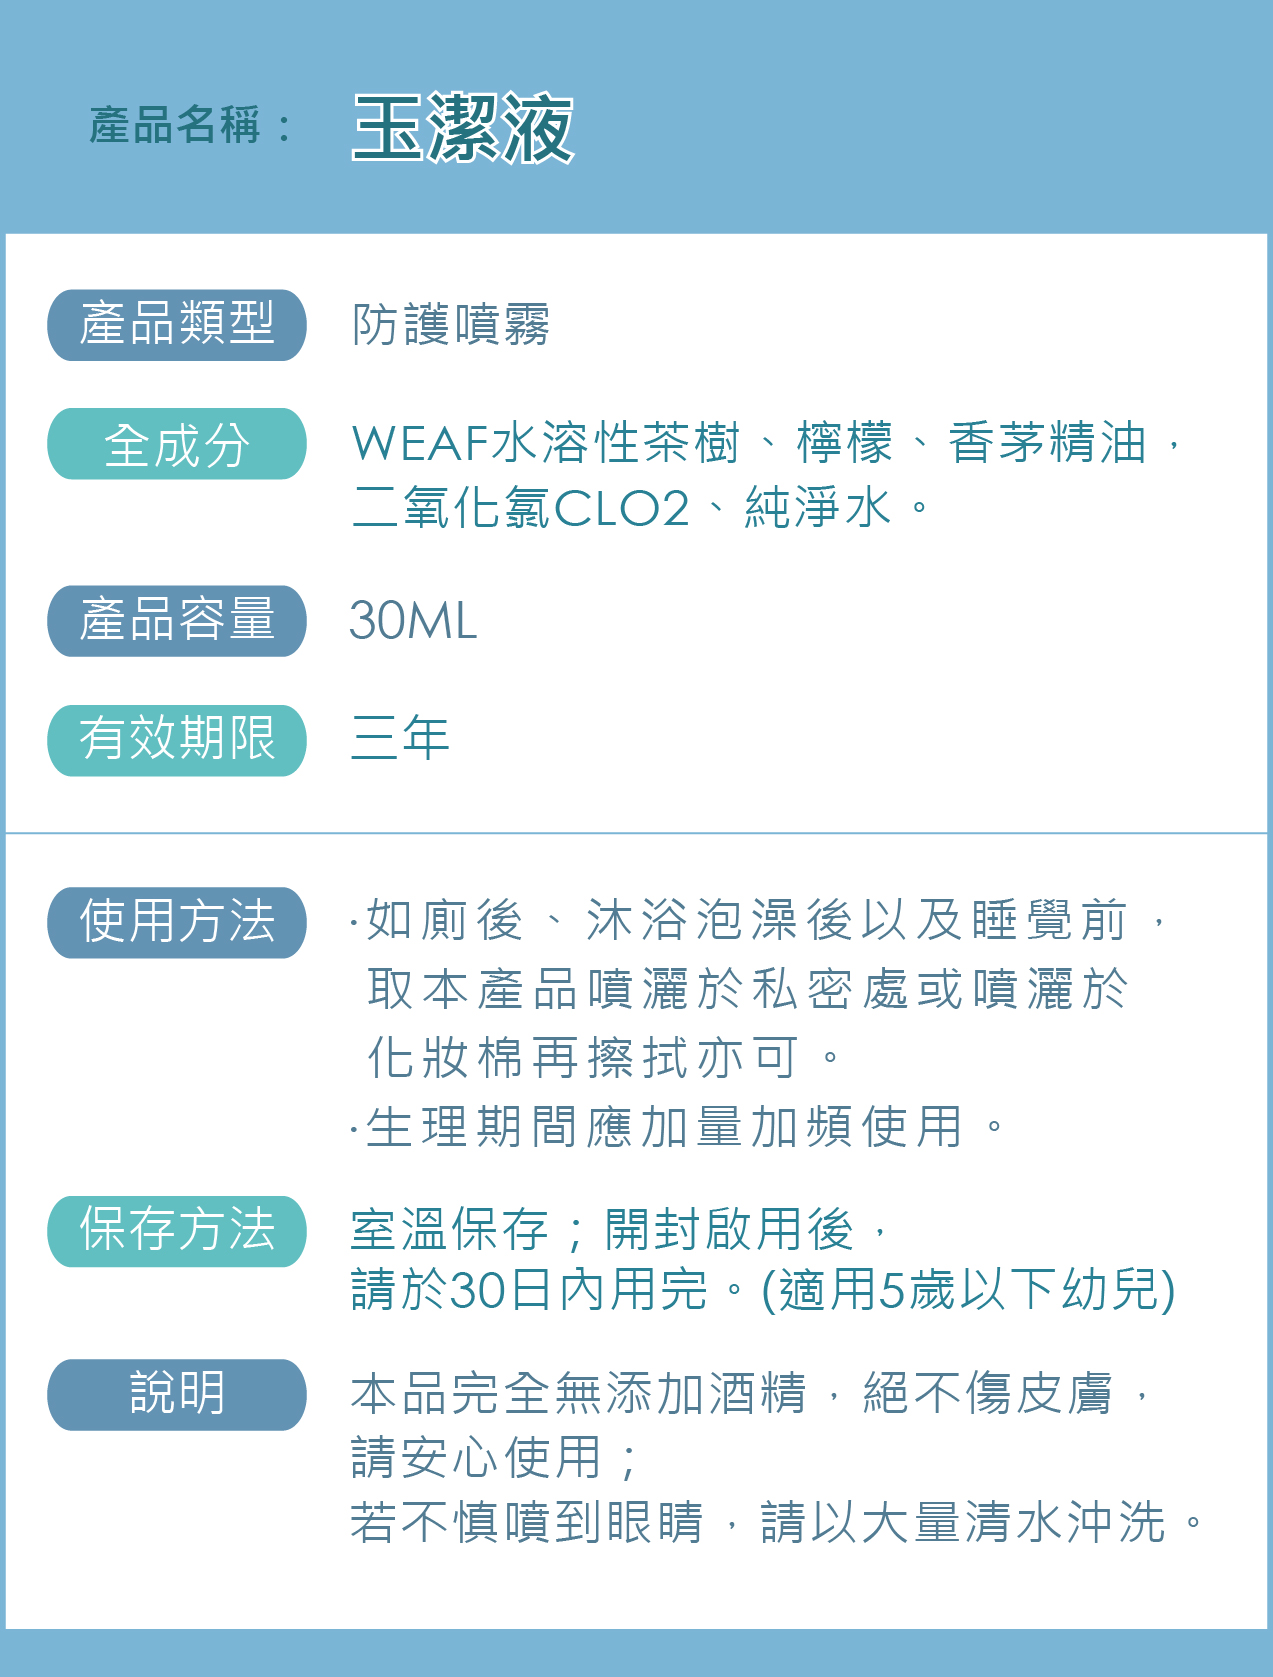 產品名稱： 玉潔液
產品類型 防護噴霧
全成分 WEAF水溶性茶樹、檸檬、香茅精油，
二氧化氯CLO2、純淨水。
產品容量 30ML
有效期限 三年
使用方法 ·如廁後、沐浴泡澡後以及睡覺前，
取本產品噴灑於私密處或噴灑於
化妝棉再擦拭亦可。
·生理期間應加量加頻使用。
保存方法 室溫保存；開封啟用後，
請於30日內用完。(適用5歲以下幼兒)
說明 本品完全無添加酒精，絕不傷皮膚，
請安心使用；
若不慎噴到眼睛，請以大量清水沖洗。